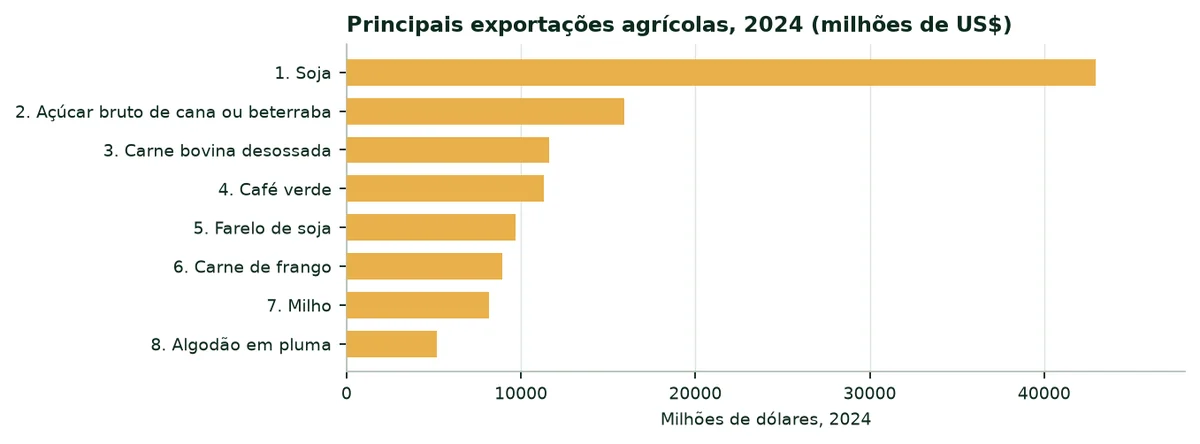 Principais exportações agrícolas, 2024 (milhões de US$)
1. Soja
2. Açúcar bruto de cana ou beterraba
3. Carne bovina desossada
4. Café verde
5. Farelo de soja
6. Carne de frango
7. Milho
8. Algodão em pluma
0 10000 20000 30000 40000
Milhões de dólares, 2024